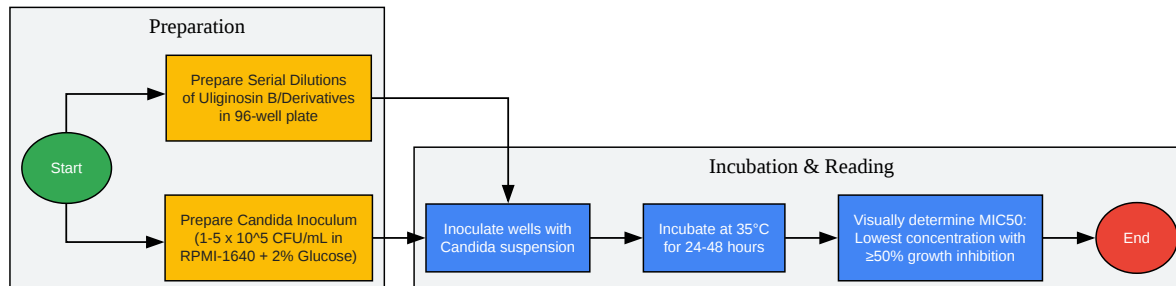 Preparation
Prepare Serial Dilutions
of Uliginosin B/Derivatives
in 96-well plate
Start
Prepare Candida Inoculum
(1-5 x 10^5 CFU/mL in
RPMI-1640 + 2% Glucose)
Incubation & Reading
Inoculate wells with
Candida suspension
Incubate at 35°C
for 24-48 hours
Visually determine MIC50:
Lowest concentration with
≥50% growth inhibition
End